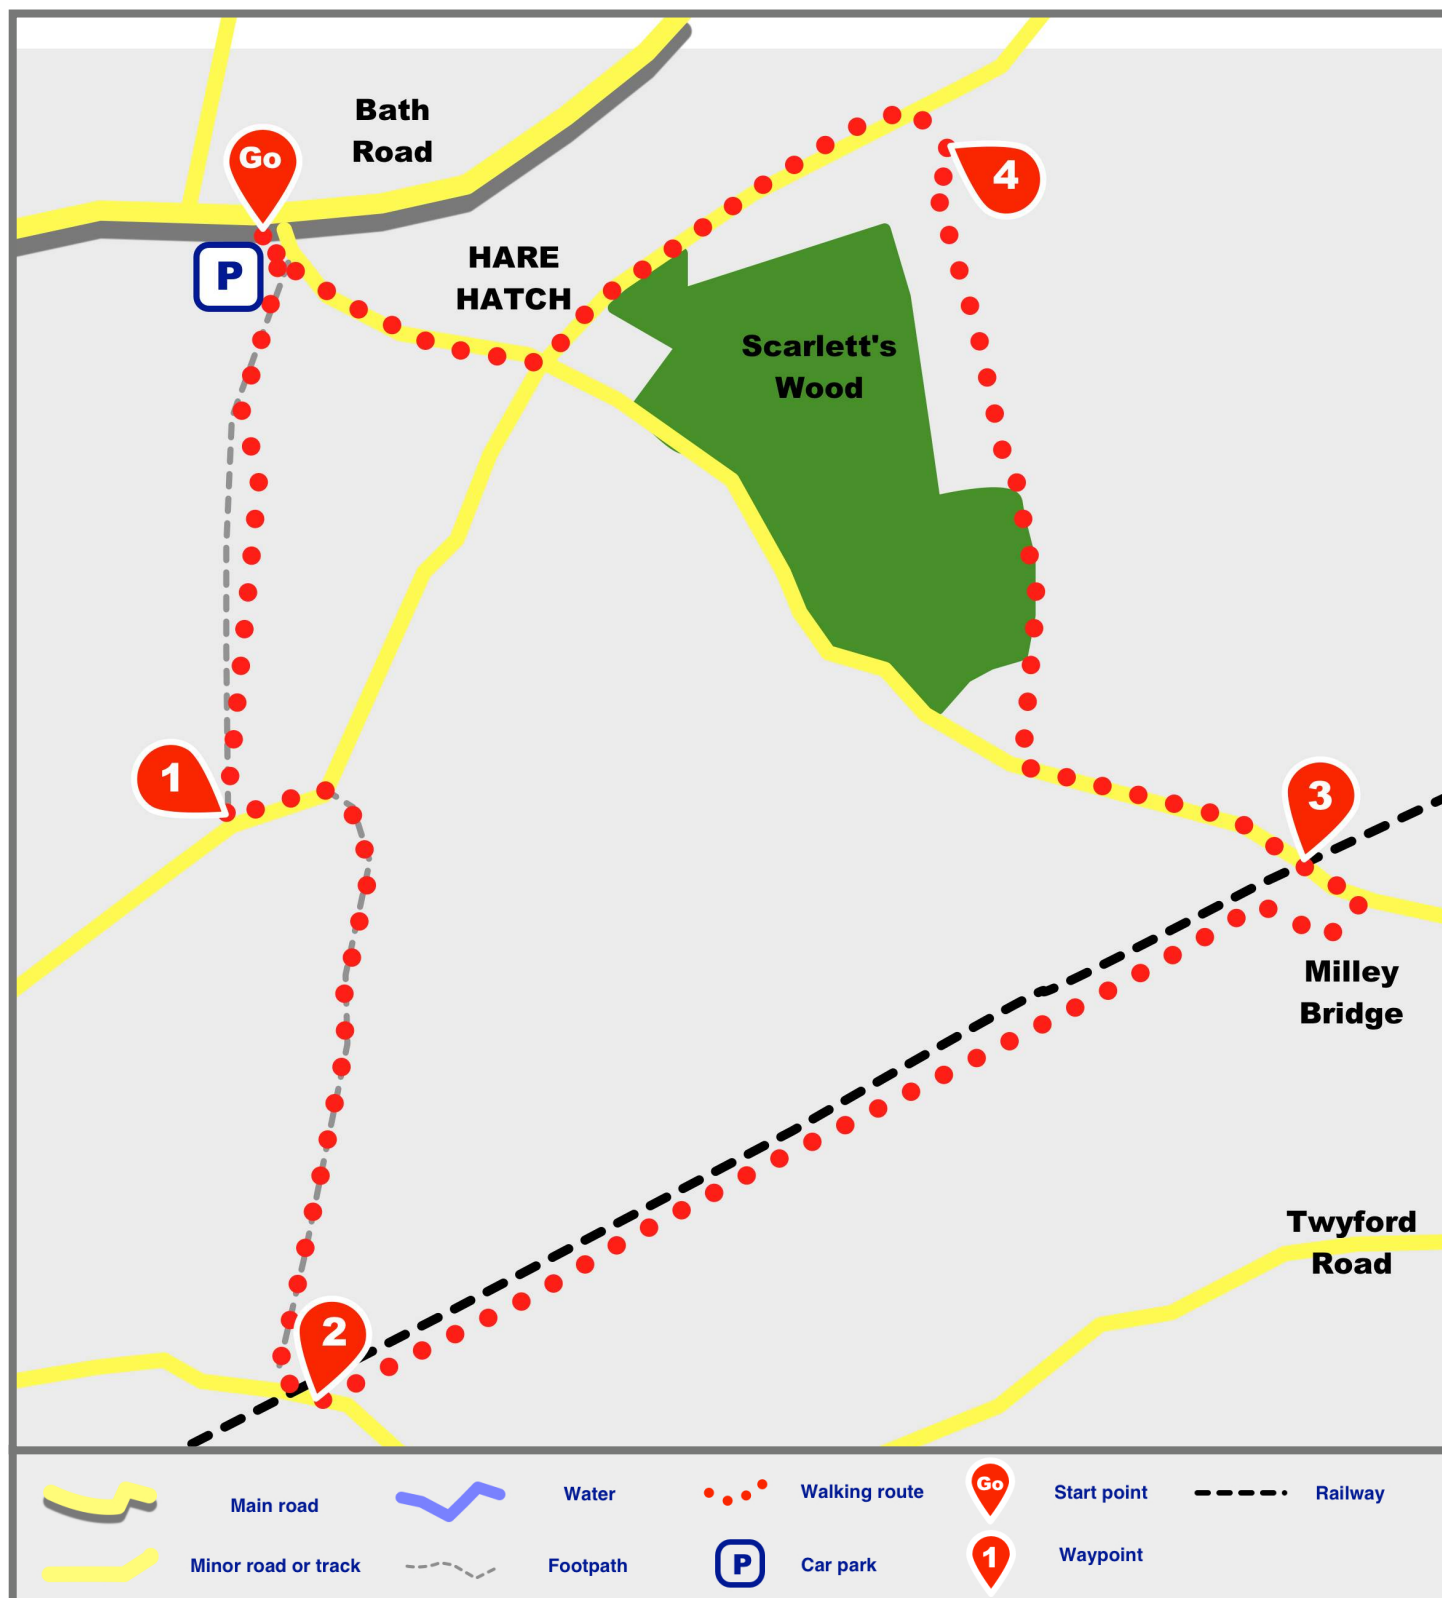 Bath
Road
Go
P
HARE
HATCH
4
Scarlett's
Wood
1
3
Milley
Bridge
Twyford
Road
2
Main road
Water
Walking route
Go
Start point
Railway
Minor road or track
Footpath
P
Car park
1
Waypoint